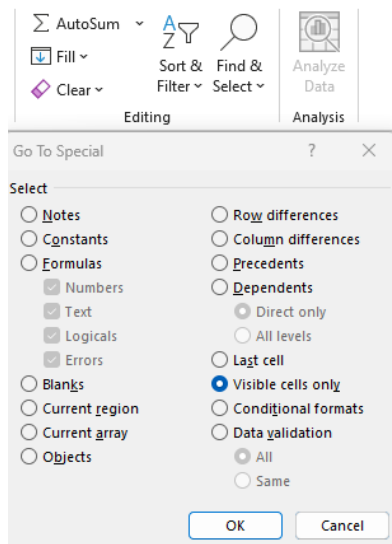 AutoSum
Fill
Clear
Sort & Filter
Find & Select
Editing
Analyze Data
Analysis
Go To Special
Select
Notes
Constants
Formulas
Numbers
Text
Logicals
Errors
Blanks
Current region
Current array
Objects
Row differences
Column differences
Precedents
Dependents
Direct only
All levels
Last cell
Visible cells only
Conditional formats
Data validation
All
Same
OK
Cancel